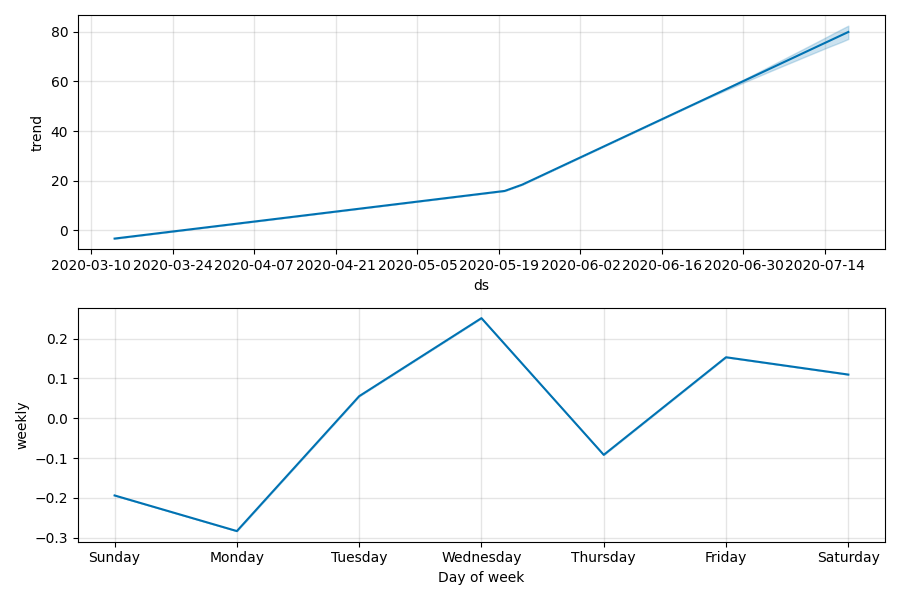 80
60
40
20
0
trend
2020-03-10 2020-03-24 2020-04-07 2020-04-21 2020-05-05 2020-05-19 2020-06-02 2020-06-16 2020-06-30 2020-07-14
ds
0.2
0.1
0.0
−0.1
−0.2
−0.3
weekly
Sunday Monday Tuesday Wednesday Thursday Friday Saturday
Day of week